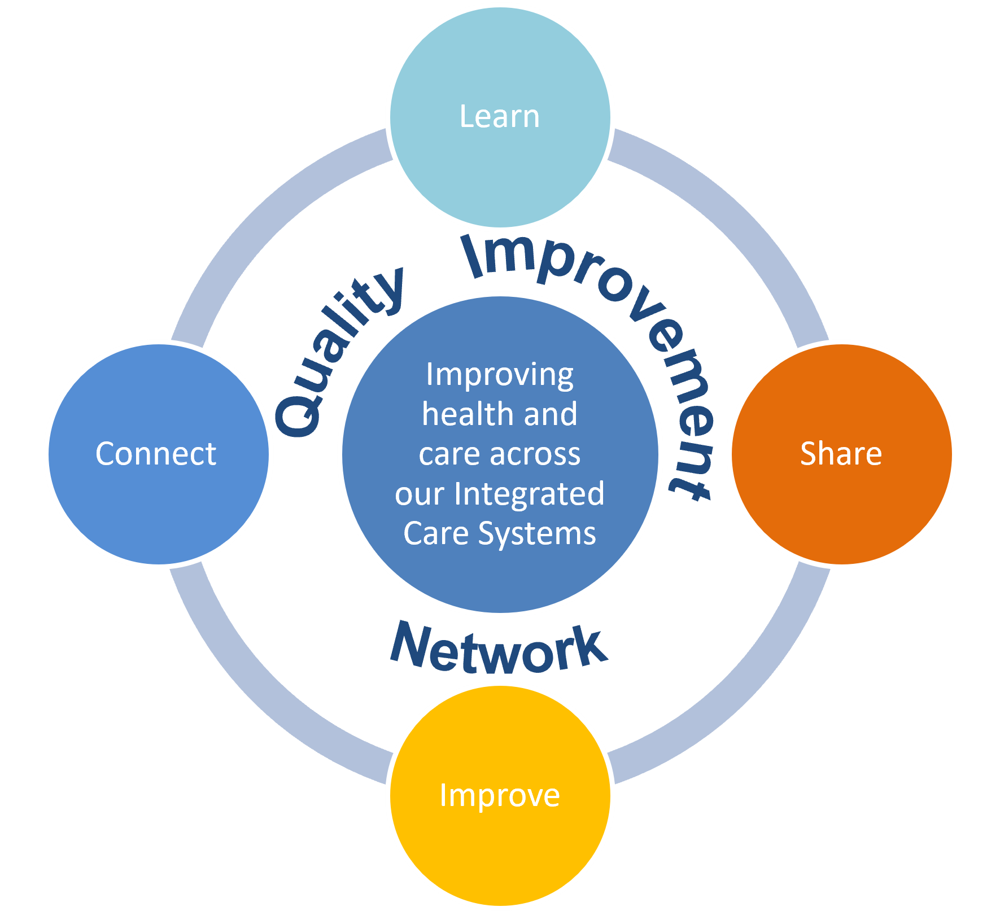 Learn
Quality Improvement
Connect
Improving
health and
care across
our Integrated
Care Systems
Share
Network
Improve